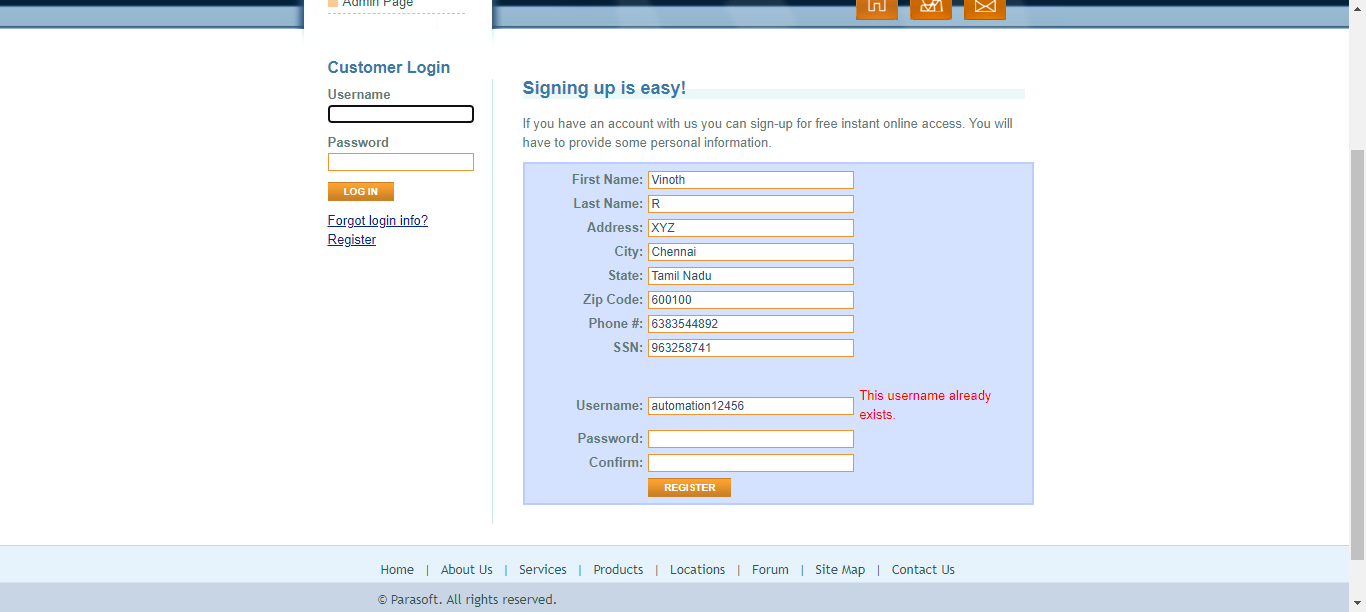 Admin Page
Customer Login
Username
Password
LOG IN
Forgot login info?
Register
Signing up is easy!
If you have an account with us you can sign-up for free instant online access. You will
have to provide some personal information.
First Name: Vinoth
Last Name: R
Address: XYZ
City: Chennai
State: Tamil Nadu
Zip Code: 600100
Phone #: 6383544892
SSN: 963258741
Username: automation12456 This username already
exists.
Password:
Confirm:
REGISTER
Home | About Us | Services | Products | Locations | Forum | Site Map | Contact Us
© Parasoft. All rights reserved.